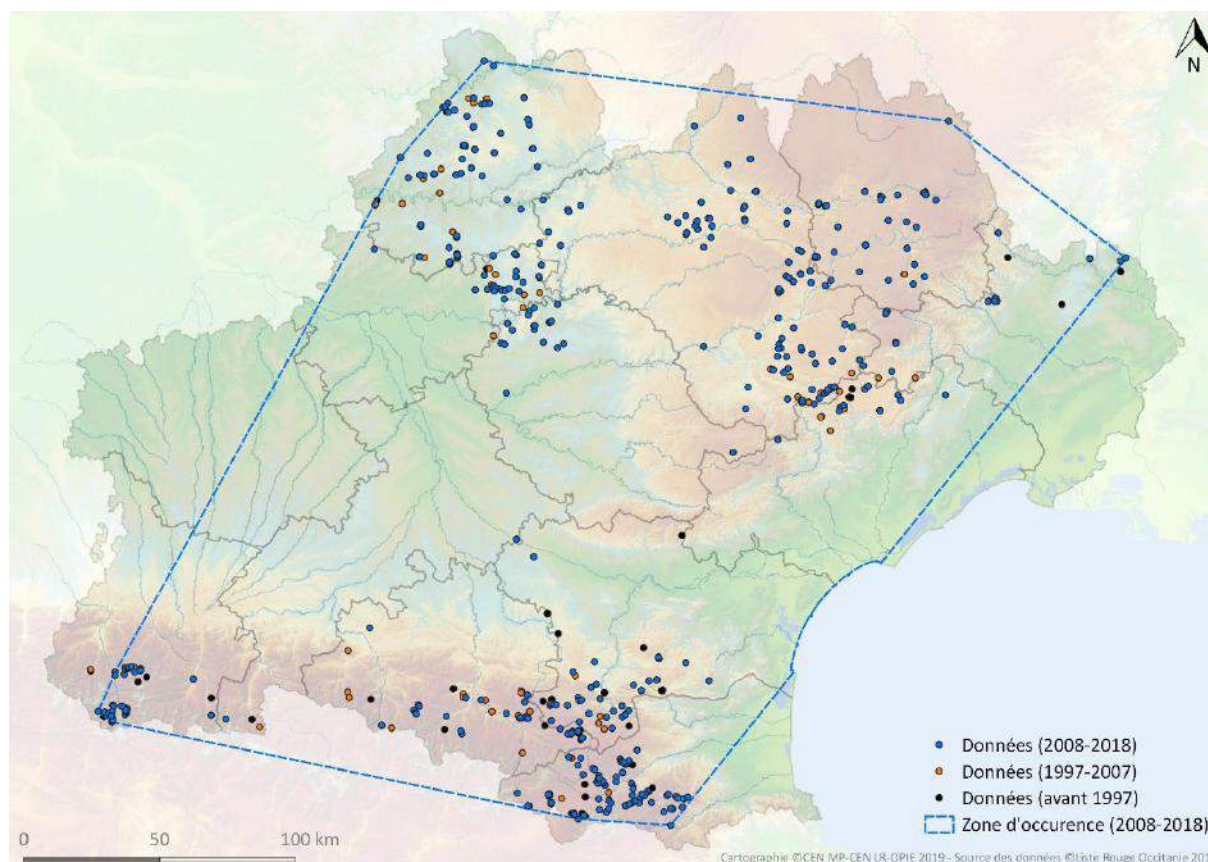 N
Données (2008-2018)
Données (1997-2007)
Données (avant 1997)
Zone d'occurence (2008-2018)
0 50 100 km
Cartographie ©CEN MP-CEN LR-OPIE 2019 - Source des données ©Liste Rouge Occitanie